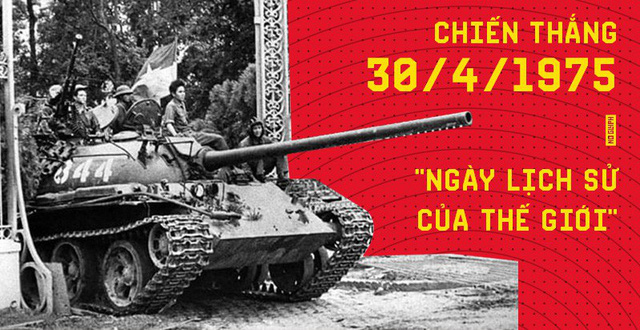 CHIẾN THẮNG
30/4/1975
"NGÀY LỊCH SỬ
CỦA THẾ GIỚI"
844